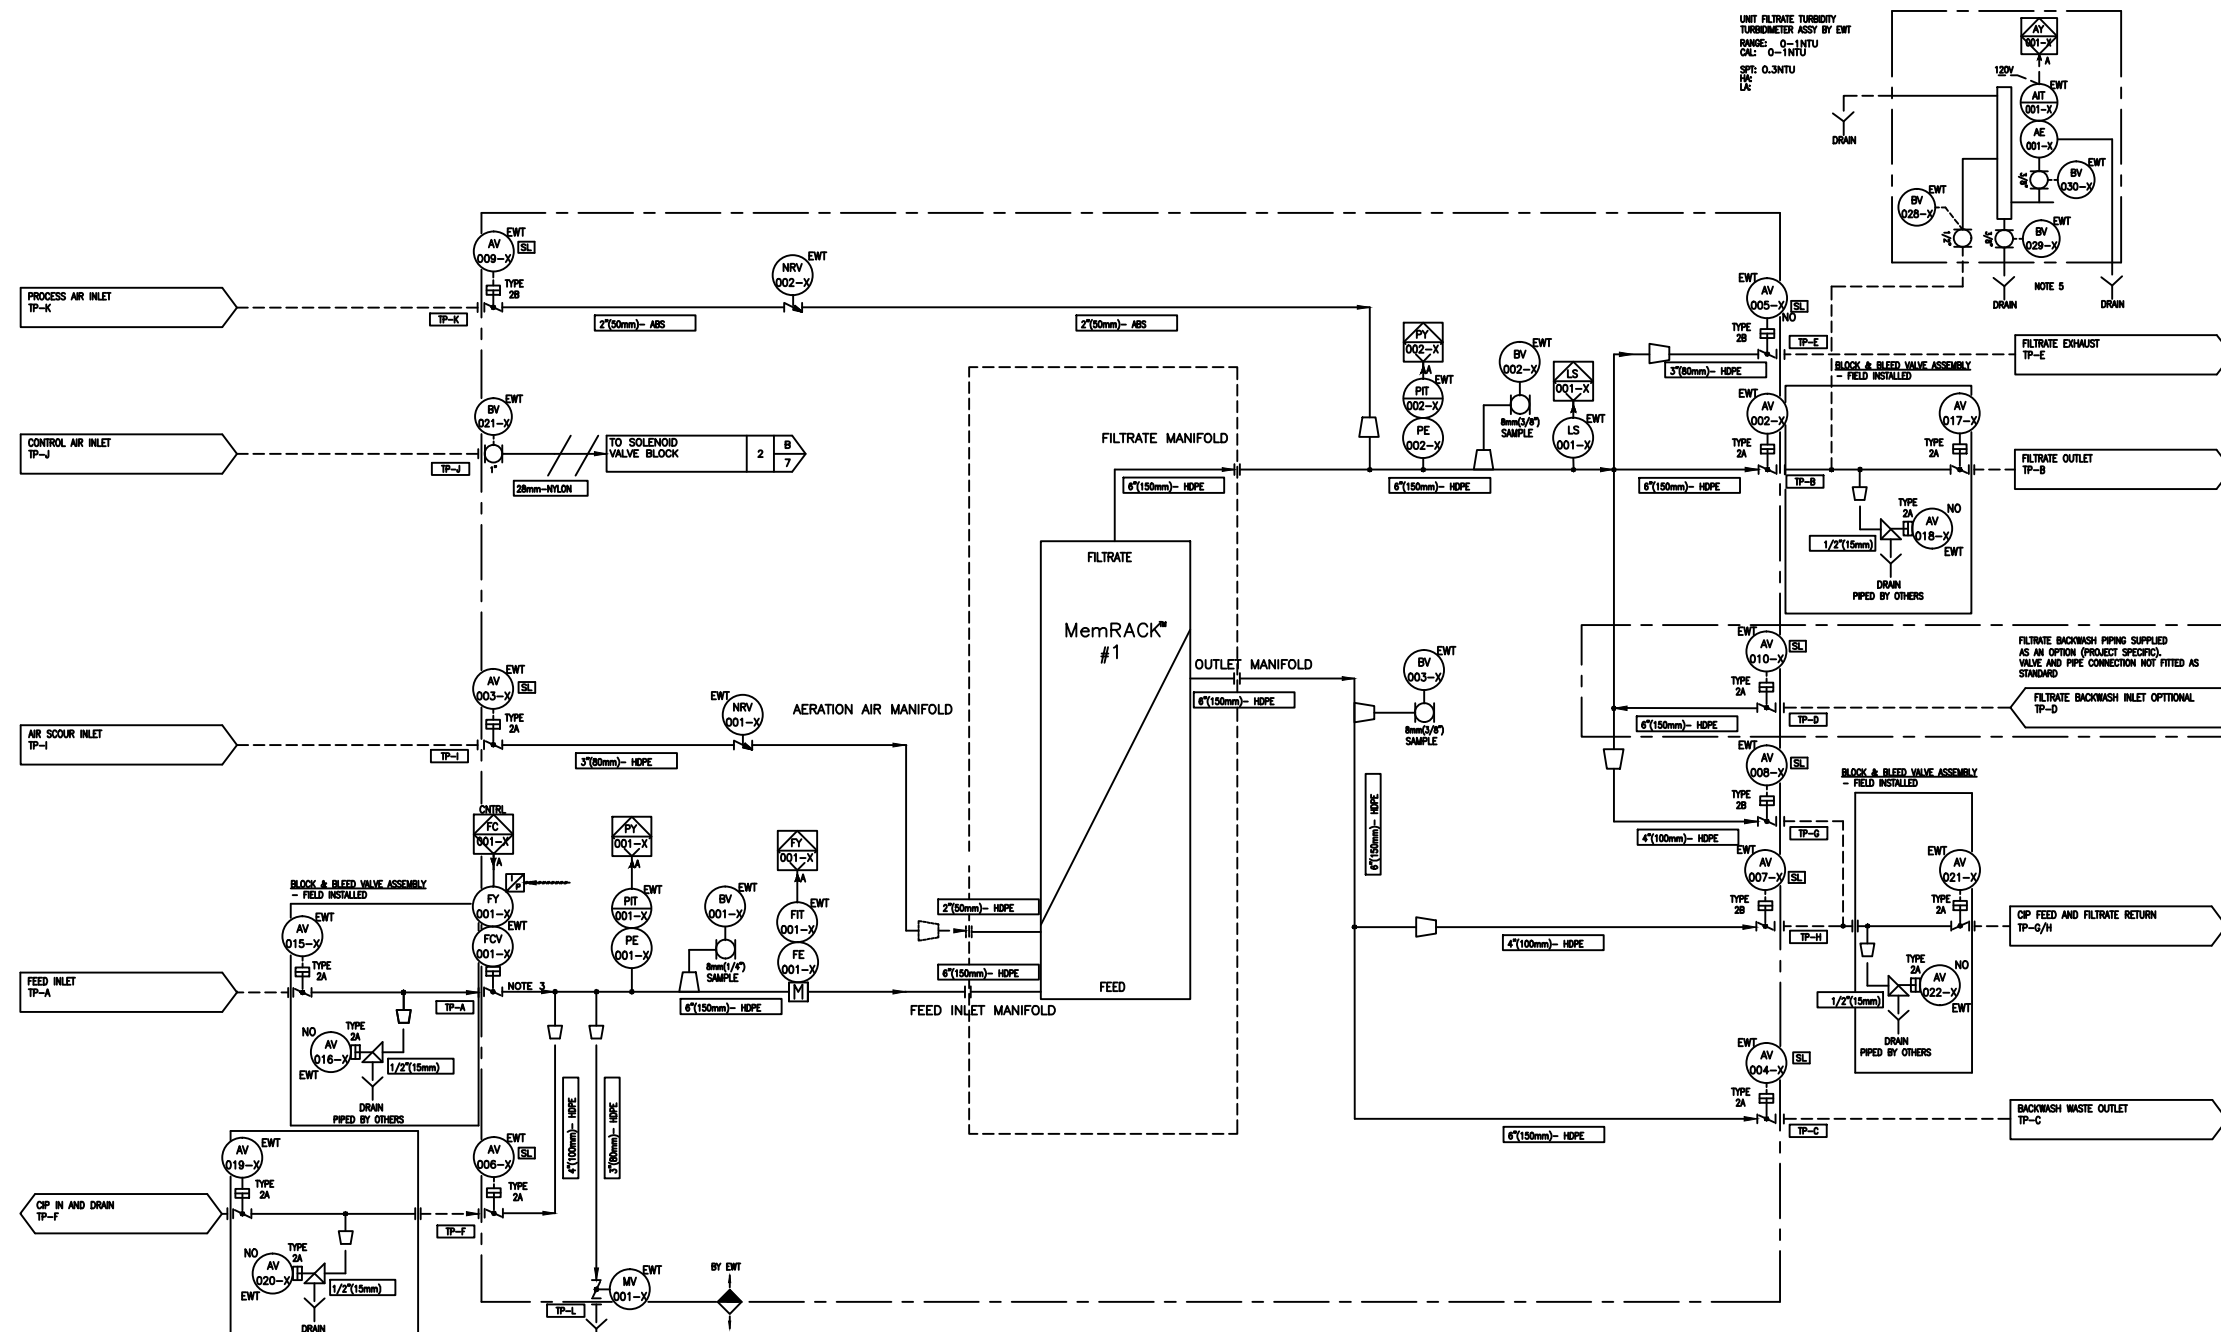 UNIT FILTRATE TURBIDITY
TURBIDIMETER ASSY BY EWT
RANGE: 0-1NTU
CAL: 0-1NTU
SPT: 0.3NTU
HA:
LA:
AY
001-X
A
120V
EWT
AIT
001-X
AE
001-X
DRAIN
3/8"
EWT
BV
030-X
EWT
BV
028-X
1/2"
3/8"
EWT
BV
029-X
DRAIN
NOTE 5
DRAIN
PROCESS AIR INLET
TP-K
TP-K
AV
009-X
EWT
SL
TYPE
2B
2"(50mm)- ABS
NRV
002-X
EWT
2"(50mm)- ABS
CONTROL AIR INLET
TP-J
TP-J
BV
021-X
EWT
1"
28mm-NYLON
TO SOLENOID
VALVE BLOCK
2
B
7
FILTRATE MANIFOLD
6"(150mm)- HDPE
PY
002-X
A
EWT
PIT
002-X
PE
002-X
6"(150mm)- HDPE
BV
002-X
EWT
8mm(3/8")
SAMPLE
LS
001-X
EWT
LS
001-X
EWT
AV
005-X
SL
NO
TYPE
2B
TP-E
3"(80mm)- HDPE
FILTRATE EXHAUST
TP-E
BLOCK & BLEED VALVE ASSEMBLY
- FIELD INSTALLED
EWT
AV
002-X
TYPE
2A
6"(150mm)- HDPE
TP-B
EWT
AV
017-X
TYPE
2A
FILTRATE OUTLET
TP-B
TYPE
2A
NO
AV
018-X
EWT
1/2"(15mm)
DRAIN
PIPED BY OTHERS
FILTRATE
MemRACK™
#1
FEED
EWT
AV
010-X
SL
TYPE
2A
6"(150mm)- HDPE
TP-D
FILTRATE BACKWASH PIPING SUPPLIED
AS AN OPTION (PROJECT SPECIFIC).
VALVE AND PIPE CONNECTION NOT FITTED AS
STANDARD
FILTRATE BACKWASH INLET OPTTIONAL
TP-D
OUTLET MANIFOLD
6"(150mm)- HDPE
BV
003-X
EWT
8mm(3/8")
SAMPLE
6"(150mm)- HDPE
AIR SCOUR INLET
TP-I
TP-I
EWT
AV
003-X
SL
TYPE
2A
3"(80mm)- HDPE
EWT
NRV
001-X
AERATION AIR MANIFOLD
2"(50mm)- HDPE
EWT
AV
008-X
SL
TYPE
2B
4"(100mm)- HDPE
TP-G
BLOCK & BLEED VALVE ASSEMBLY
- FIELD INSTALLED
EWT
AV
007-X
SL
TYPE
2B
4"(100mm)- HDPE
TP-H
EWT
AV
021-X
TYPE
2A
CIP FEED AND FILTRATE RETURN
TP-G/H
TYPE
2A
NO
AV
022-X
EWT
1/2"(15mm)
DRAIN
PIPED BY OTHERS
CNTRL
FC
001-X
A
I
P
FY
001-X
EWT
FCV
001-X
NOTE 3
BLOCK & BLEED VALVE ASSEMBLY
- FIELD INSTALLED
EWT
AV
015-X
TYPE
2A
FEED INLET
TP-A
TP-A
NO
TYPE
2A
AV
016-X
EWT
1/2"(15mm)
DRAIN
PIPED BY OTHERS
PY
001-X
A
EWT
PIT
001-X
PE
001-X
BV
001-X
EWT
8mm(1/4")
SAMPLE
6"(150mm)- HDPE
FY
001-X
A
EWT
FIT
001-X
FE
001-X
M
6"(150mm)- HDPE
FEED INLET MANIFOLD
4"(100mm)- HDPE
3"(80mm)- HDPE
EWT
AV
004-X
SL
TYPE
2A
6"(150mm)- HDPE
TP-C
BACKWASH WASTE OUTLET
TP-C
EWT
AV
019-X
TYPE
2A
CIP IN AND DRAIN
TP-F
TP-F
EWT
AV
006-X
SL
TYPE
2A
NO
TYPE
2A
AV
020-X
EWT
1/2"(15mm)
DRAIN
MV
001-X
EWT
TP-L
BY EWT